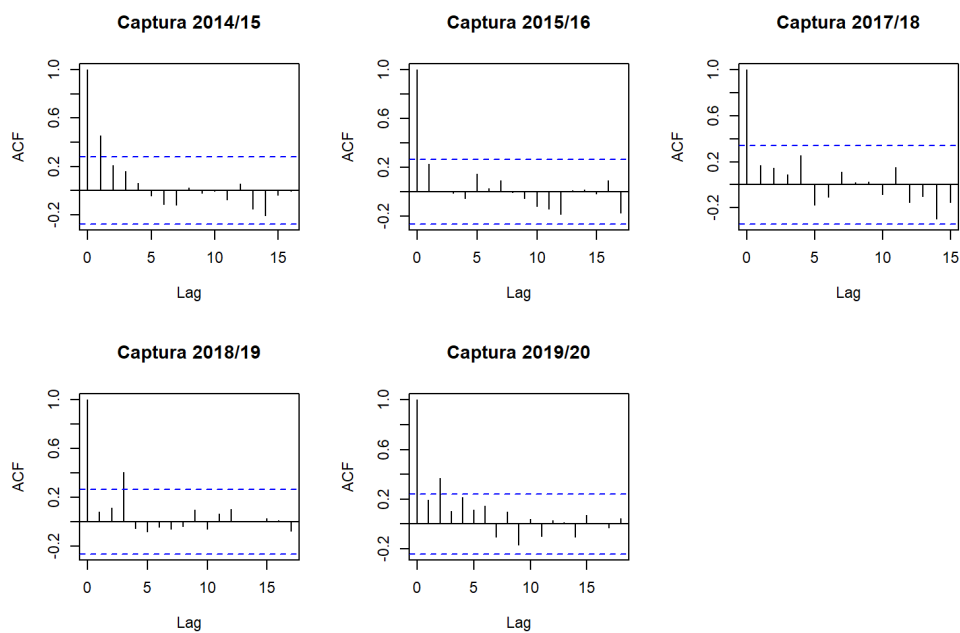 Captura 2014/15
ACF
-0.2 0.2 0.6 1.0
0 5 10 15
Lag
Captura 2015/16
ACF
-0.2 0.2 0.6 1.0
0 5 10 15
Lag
Captura 2017/18
ACF
-0.2 0.2 0.6 1.0
0 5 10 15
Lag
Captura 2018/19
ACF
-0.2 0.2 0.6 1.0
0 5 10 15
Lag
Captura 2019/20
ACF
-0.2 0.2 0.6 1.0
0 5 10 15
Lag